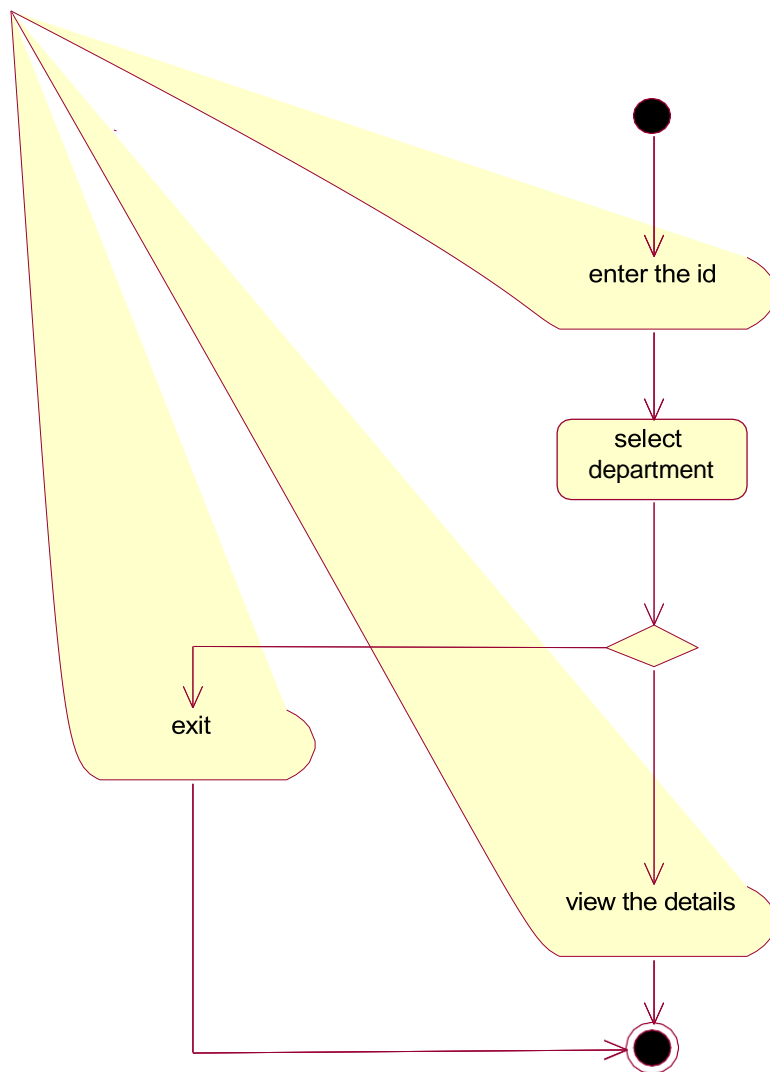 enter the id
select
department
exit
view the details